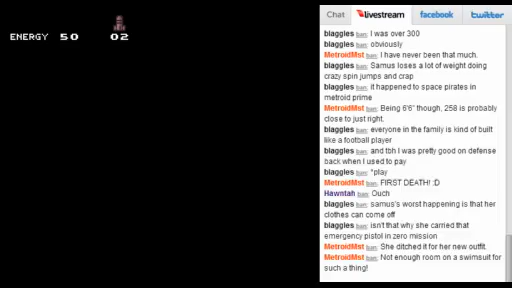 ENERGY 50 02
Chat livestream facebook twitter
blaggles ban: I was over 300
blaggles ban: obviously
MetroidMst ban: I have never been that much.
blaggles ban: Samus loses a lot of weight doing
crazy spin jumps and crap
blaggles ban: it happened to space pirates in
metroid prime
MetroidMst ban: Being 6'6" though, 258 is probably
close to just right.
blaggles ban: everyone in the family is kind of built
like a football player
blaggles ban: and tbh I was pretty good on defense
back when I used to pay
blaggles ban: *play
MetroidMst ban: FIRST DEATH! :D
Hawntah ban: Ouch
blaggles ban: samus's worst happening is that her
clothes can come off
blaggles ban: isn't that why she carried that
emergency pistol in zero mission
MetroidMst ban: She ditched it for her new outfit.
MetroidMst ban: Not enough room on a swimsuit for
such a thing!